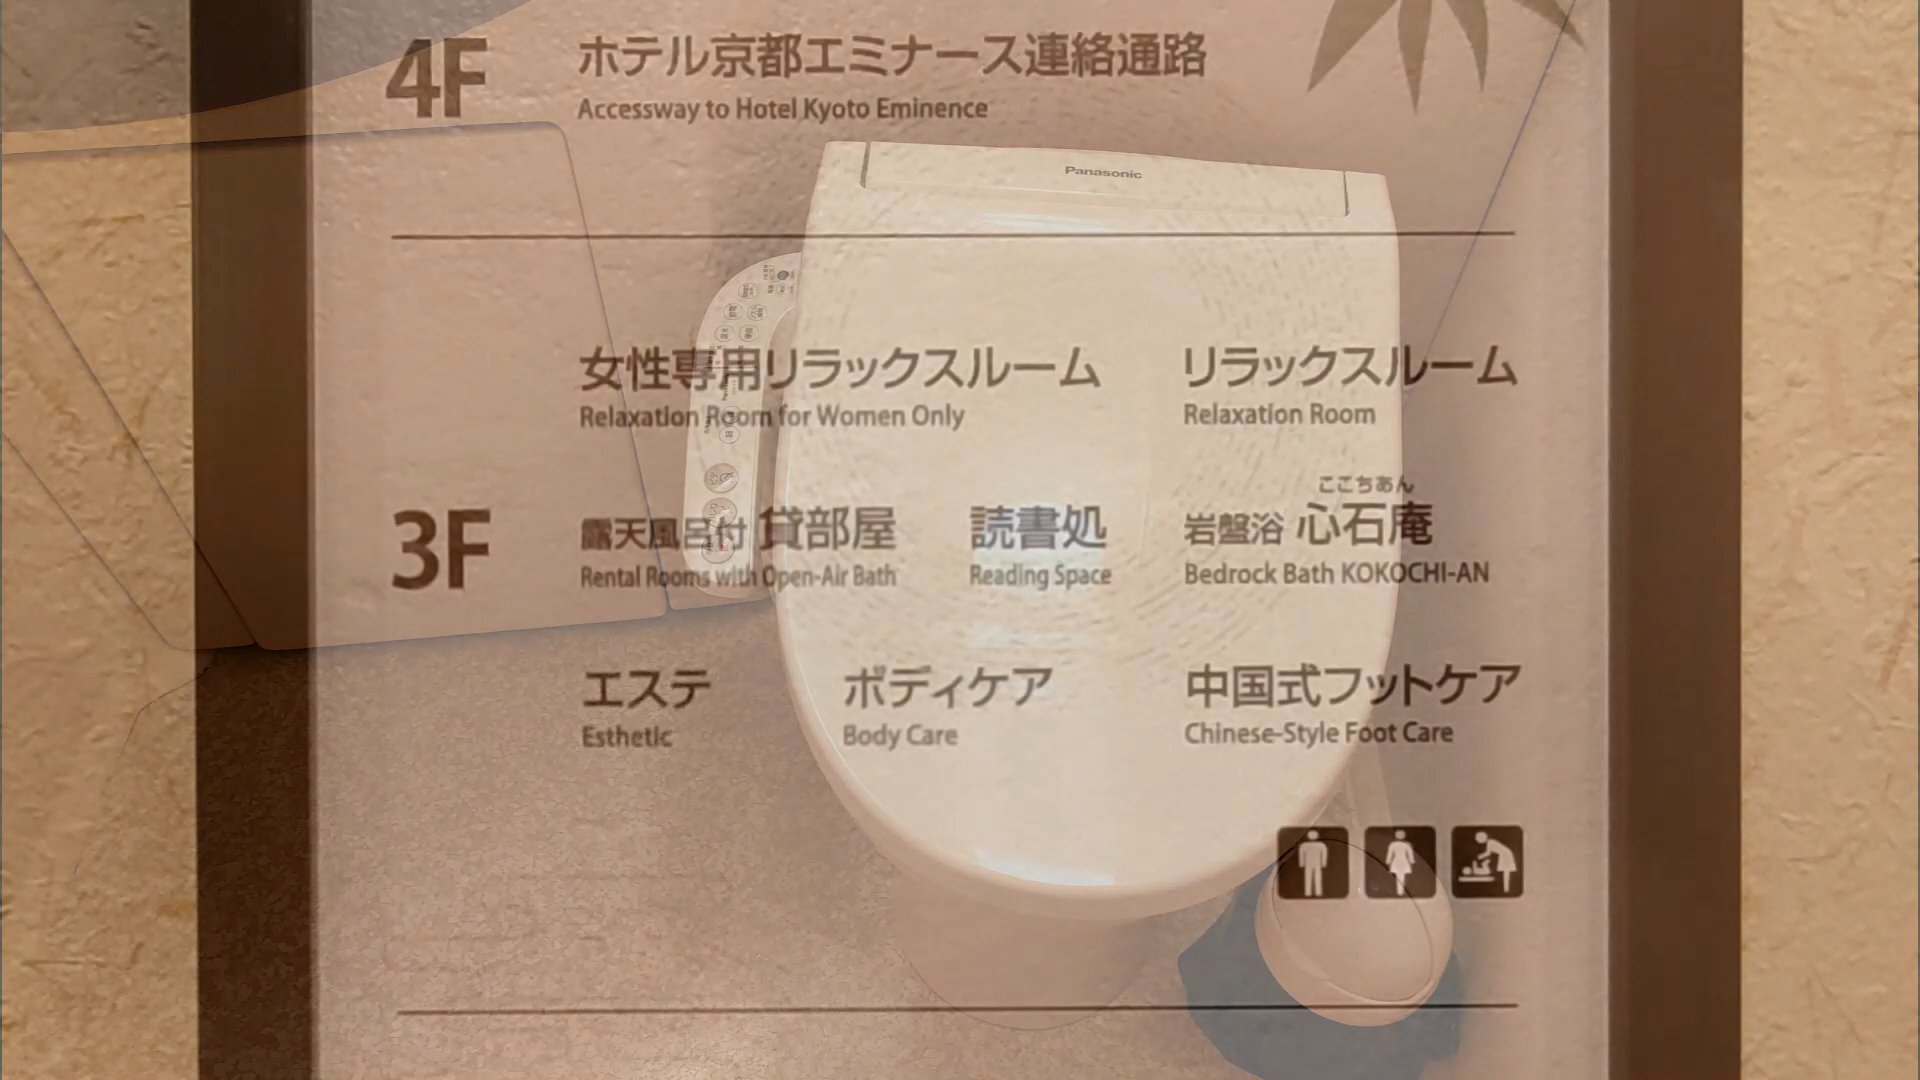 4F ホテル京都エミナース連絡通路
Accessway to Hotel Kyoto Eminence
Panasonic
女性専用リラックスルーム リラックスルーム
Relaxation Room for Women Only Relaxation Room
ここちあん
3F 露天風呂付 貸部屋 読書処 岩盤浴 心石庵
Rental Rooms with Open-Air Bath Reading Space Bedrock Bath KOKOCHI-AN
エステ ボディケア 中国式フットケア
Esthetic Body Care Chinese-Style Foot Care